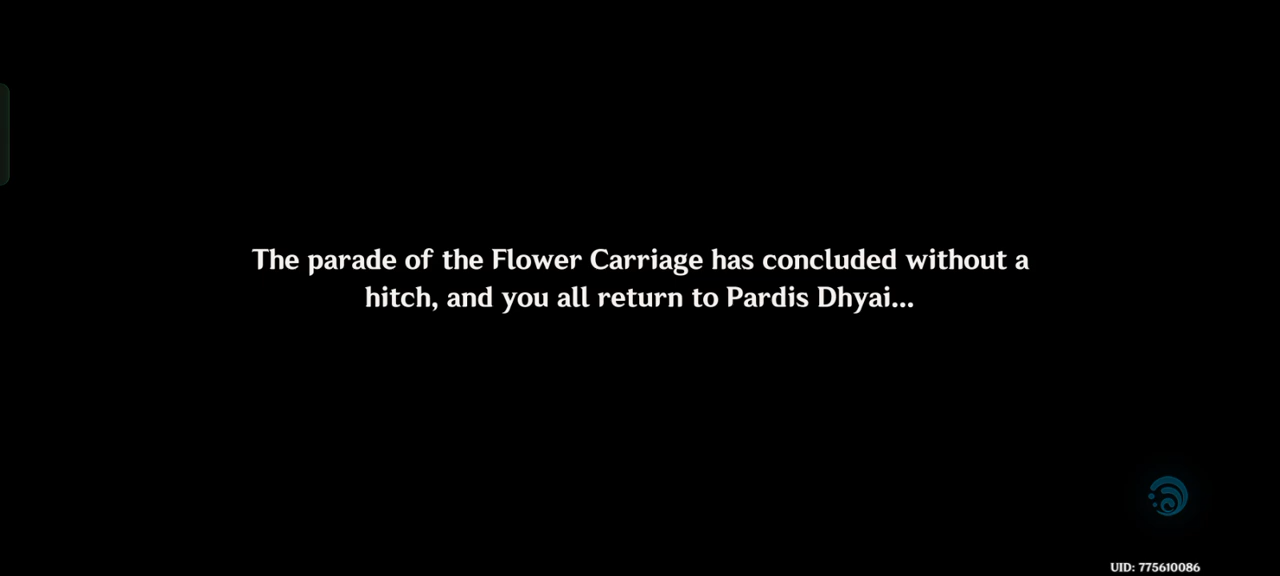 The parade of the Flower Carriage has concluded without a
hitch, and you all return to Pardis Dhyai...
UID: 775610086